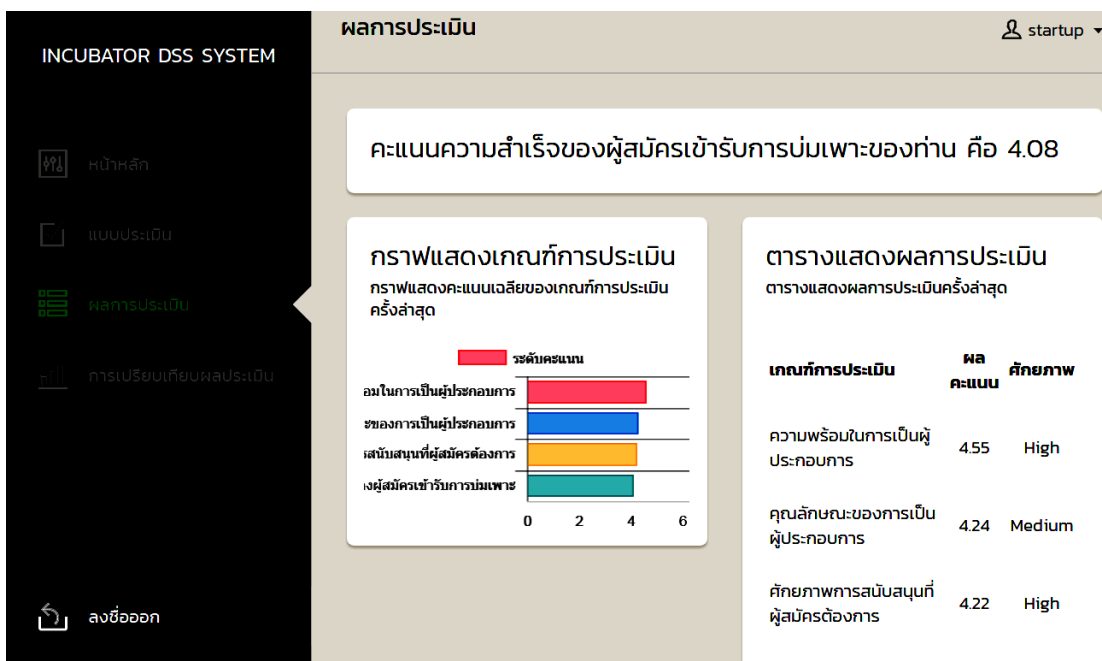 INCUBATOR DSS SYSTEM
หน้าหลัก
แบบประเมิน
ผลการประเมิน
การเปรียบเทียบผลประเมิน
ลงชื่อออก
ผลการประเมิน
startup
คะแนนความสำเร็จของผู้สมัครเข้ารับการบ่มเพาะของท่าน คือ 4.08
กราฟแสดงเกณฑ์การประเมิน
กราฟแสดงคะแนนเฉลี่ยของเกณฑ์การประเมิน
ครั้งล่าสุด
ระดับคะแนน
อมในการเป็นผู้ประกอบการ
ะของการเป็นผู้ประกอบการ
รสนับสนุนที่ผู้สมัครต้องการ
งผู้สมัครเข้ารับการบ่มเพาะ
0 2 4 6
ตารางแสดงผลการประเมิน
ตารางแสดงผลการประเมินครั้งล่าสุด
เกณฑ์การประเมิน ผล ศักยภาพ
คะแนน
ความพร้อมในการเป็นผู้ 4.55 High
ประกอบการ
คุณลักษณะของการเป็น 4.24 Medium
ผู้ประกอบการ
ศักยภาพการสนับสนุนที่ 4.22 High
ผู้สมัครต้องการ